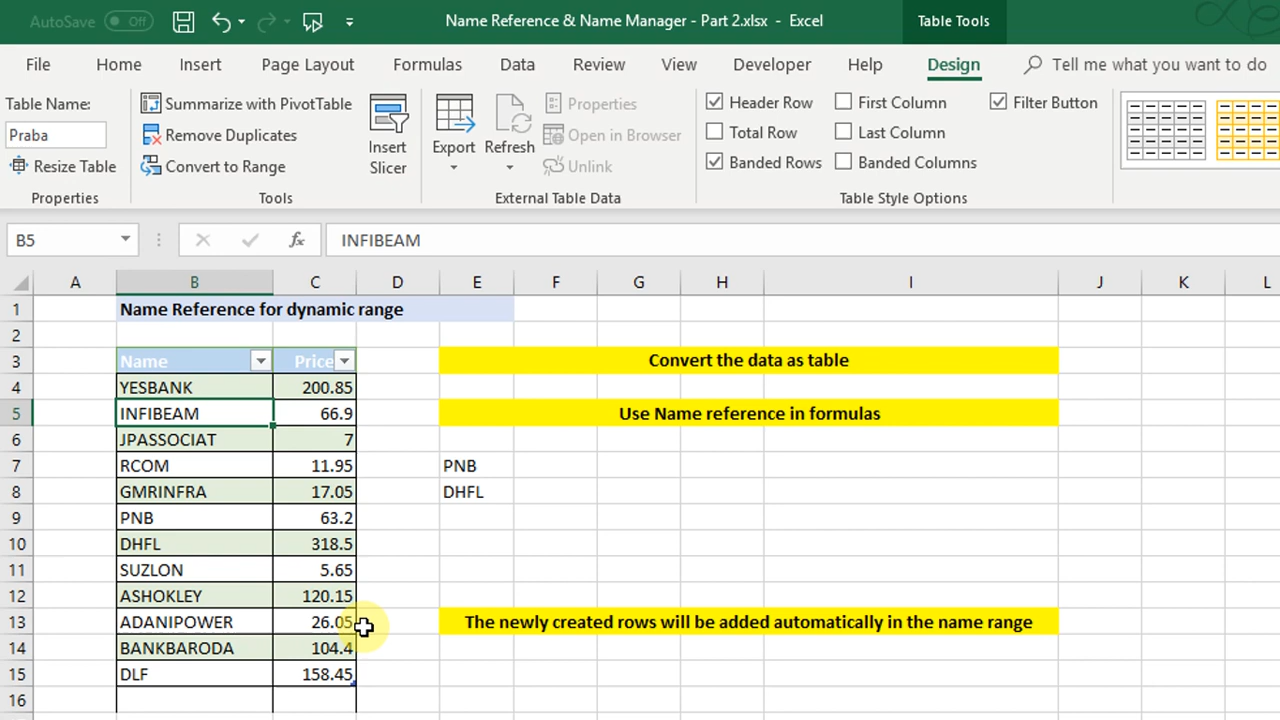 AutoSave Off Name Reference & Name Manager - Part 2.xlsx - Excel Table Tools
File Home Insert Page Layout Formulas Data Review View Developer Help Design Tell me what you want to do
Table Name:
Praba
Resize Table
Properties
Summarize with PivotTable
Remove Duplicates
Convert to Range
Tools
Insert
Slicer
Export
Refresh
Properties
Open in Browser
Unlink
External Table Data
Header Row First Column Filter Button
Total Row Last Column
Banded Rows Banded Columns
Table Style Options
B5 fx INFIBEAM
A B C D E F G H I J K L
1 Name Reference for dynamic range
2
3 Name Price Convert the data as table
4 YESBANK 200.85
5 INFIBEAM 66.9 Use Name reference in formulas
6 JPASSOCIAT 7
7 RCOM 11.95 PNB
8 GMRINFRA 17.05 DHFL
9 PNB 63.2
10 DHFL 318.5
11 SUZLON 5.65
12 ASHOKLEY 120.15
13 ADANIPOWER 26.05 The newly created rows will be added automatically in the name range
14 BANKBARODA 104.4
15 DLF 158.45
16